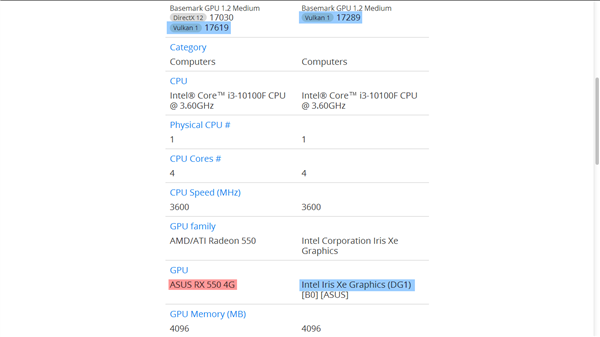 Basemark GPU 1.2 Medium Basemark GPU 1.2 Medium
DirectX 12 17030 Vulkan 1 17289
Vulkan 1 17619
Category
Computers Computers
CPU
Intel® Core™ i3-10100F CPU Intel® Core™ i3-10100F CPU
@ 3.60GHz @ 3.60GHz
Physical CPU #
1 1
CPU Cores #
4 4
CPU Speed (MHz)
3600 3600
GPU family
AMD/ATI Radeon 550 Intel Corporation Iris Xe
Graphics
GPU
ASUS RX 550 4G Intel Iris Xe Graphics (DG1)
[B0] [ASUS]
GPU Memory (MB)
4096 4096